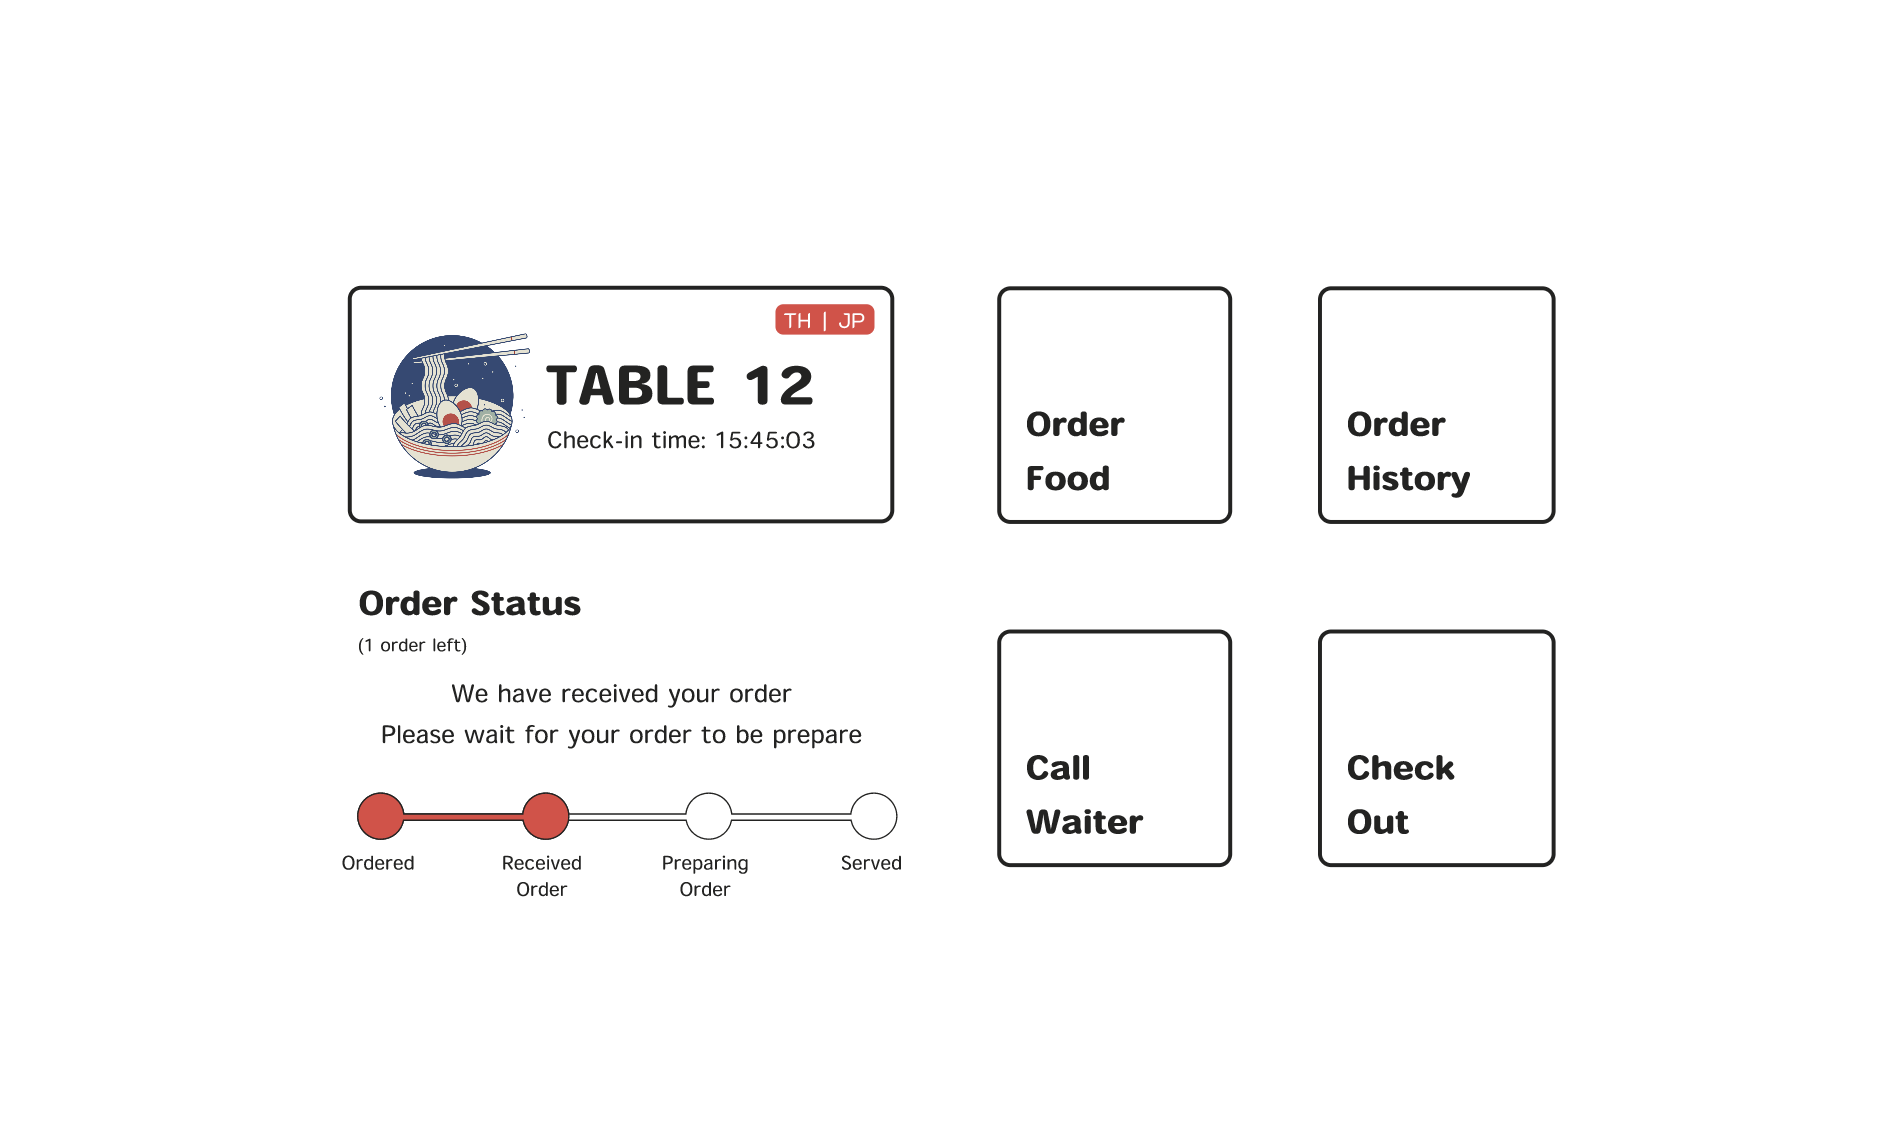 TH | JP
TABLE 12
Check-in time: 15:45:03
Order Status
(1 order left)
We have received your order
Please wait for your order to be prepare
Ordered
Received
Order
Preparing
Order
Served
Order
Food
Order
History
Call
Waiter
Check
Out